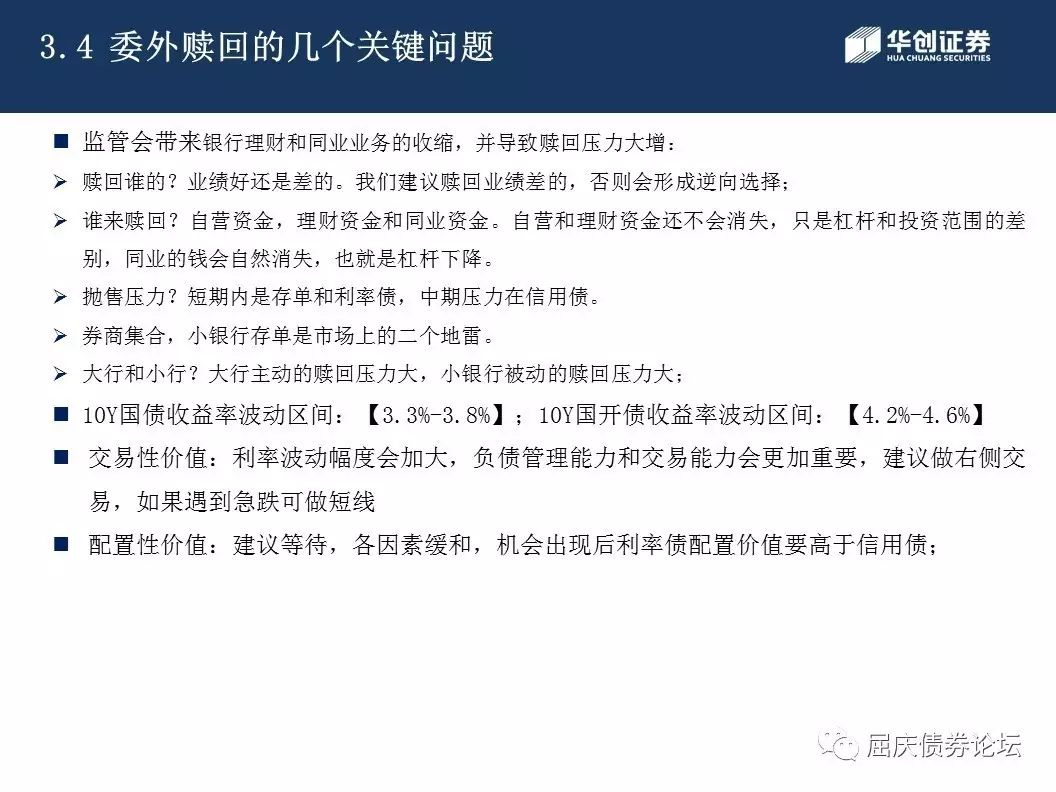 3.4 委外赎回的几个关键问题
华创证券
HUA CHUANG SECURITIES
■ 监管会带来银行理财和同业业务的收缩，并导致赎回压力大增：
➢ 赎回谁的？业绩好还是差的。我们建议赎回业绩差的，否则会形成逆向选择；
➢ 谁来赎回？自营资金，理财资金和同业资金。自营和理财资金还不会消失，只是杠杆和投资范围的差
别，同业的钱会自然消失，也就是杠杆下降。
➢ 抛售压力？短期内是存单和利率债，中期压力在信用债。
➢ 券商集合，小银行存单是市场上的二个地雷。
➢ 大行和小行？大行主动的赎回压力大，小银行被动的赎回压力大；
■ 10Y国债收益率波动区间：【3.3%-3.8%】；10Y国开债收益率波动区间：【4.2%-4.6%】
■ 交易性价值：利率波动幅度会加大，负债管理能力和交易能力会更加重要，建议做右侧交
易，如果遇到急跌可做短线
■ 配置性价值：建议等待，各因素缓和，机会出现后利率债配置价值要高于信用债；
屈庆债券论坛